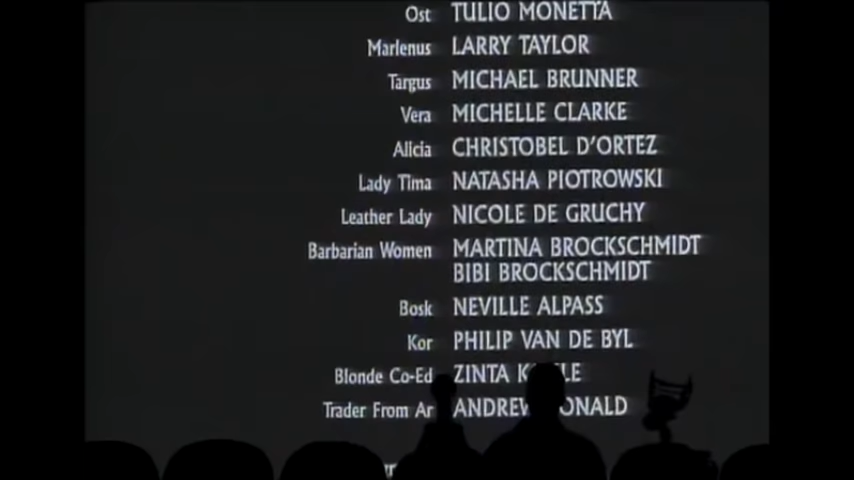 Ost TULIO MONETTA
Marlenus LARRY TAYLOR
Targus MICHAEL BRUNNER
Vera MICHELLE CLARKE
Alicia CHRISTOBEL D'ORTEZ
Lady Tima NATASHA PIOTROWSKI
Leather Lady NICOLE DE GRUCHY
Barbarian Women MARTINA BROCKSCHMIDT
BIBI BROCKSCHMIDT
Bosk NEVILLE ALPASS
Kor PHILIP VAN DE BYL
Blonde Co-Ed ZINTA
Trader From Ar